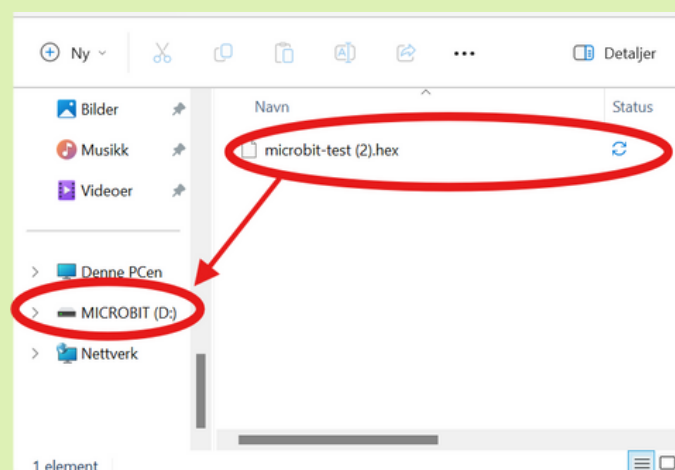 Ny
Detaljer
Bilder
Musikk
Videoer
Denne PCen
MICROBIT (D:)
Nettverk
Navn
Status
microbit-test (2).hex
1 element